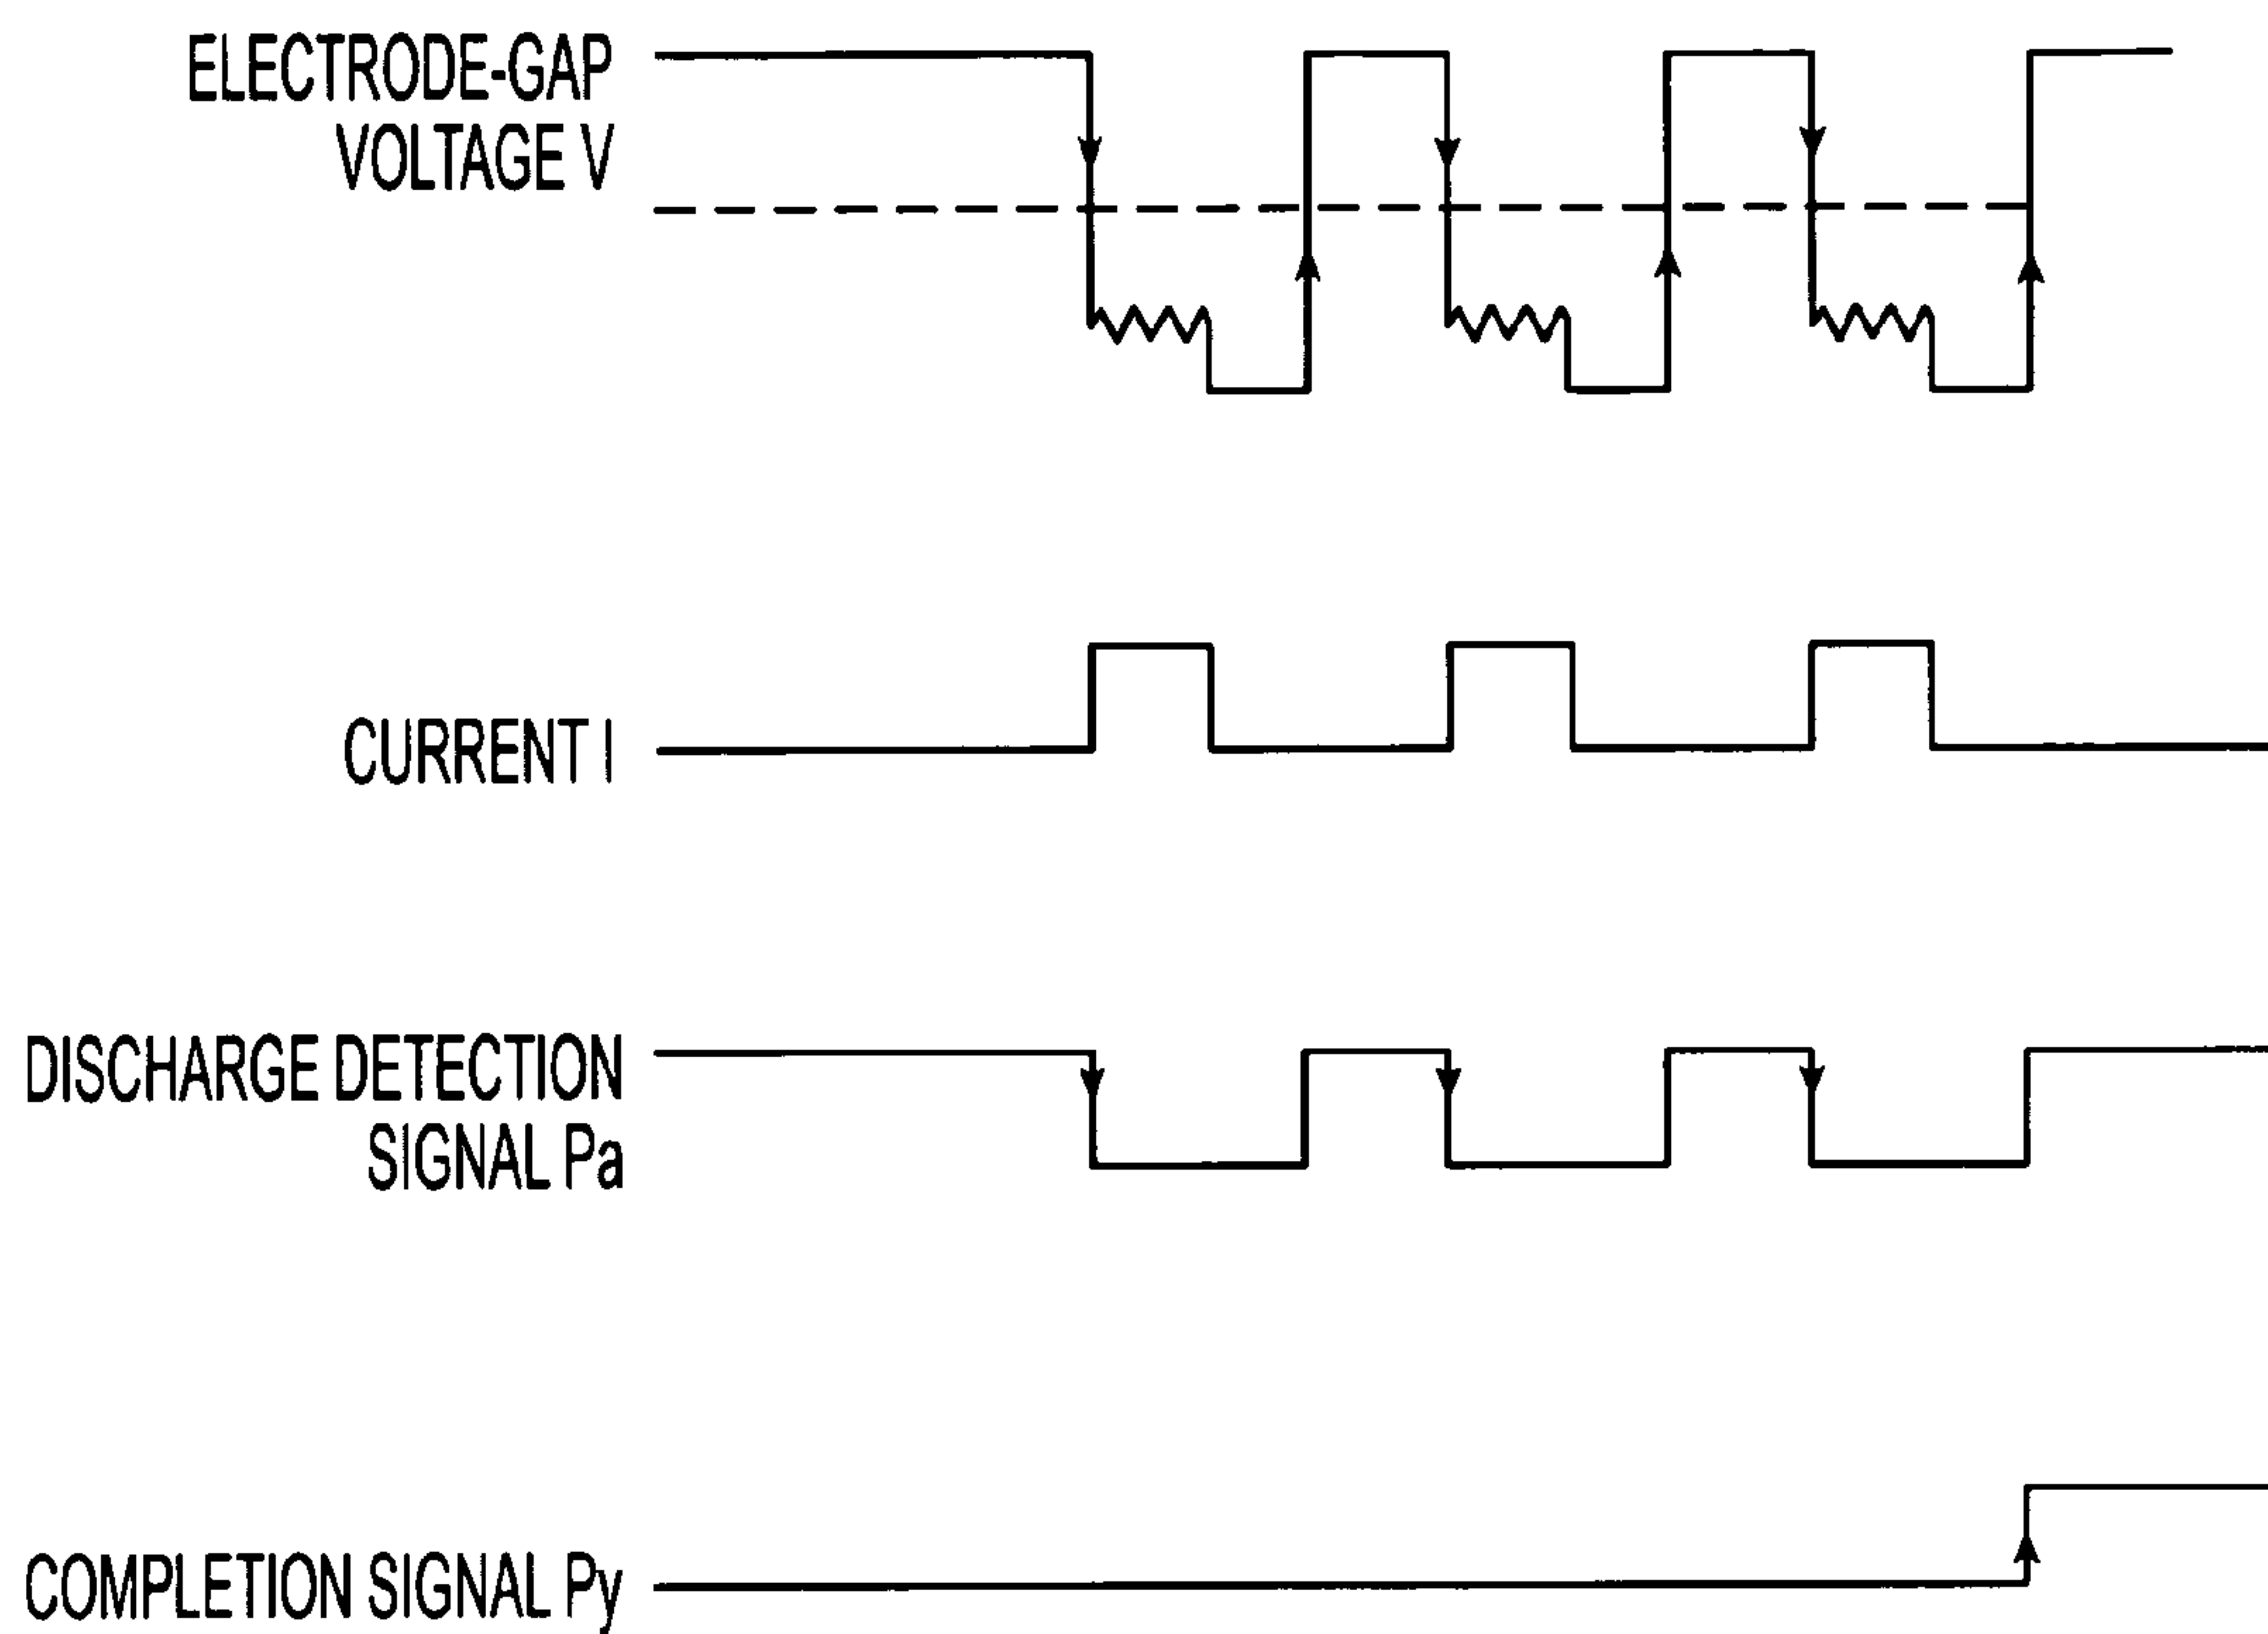 ELECTRODE-GAP
VOLTAGE V
CURRENT I
DISCHARGE DETECTION
SIGNAL Pa
COMPLETION SIGNAL Py